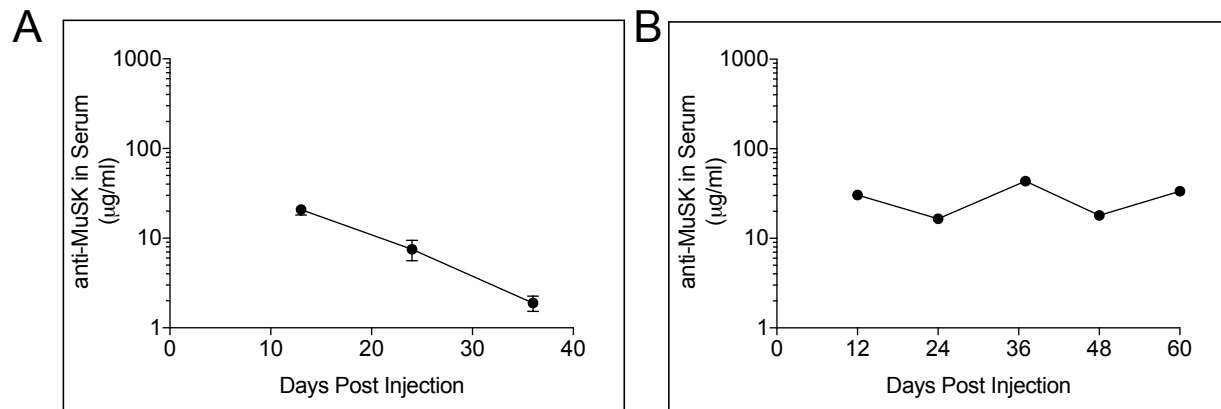 A
1000
100
10
1
anti-MuSK in Serum
(μg/ml)
0
10
20
30
40
Days Post Injection
B
1000
100
10
1
anti-MuSK in Serum
(μg/ml)
0
12
24
36
48
60
Days Post Injection